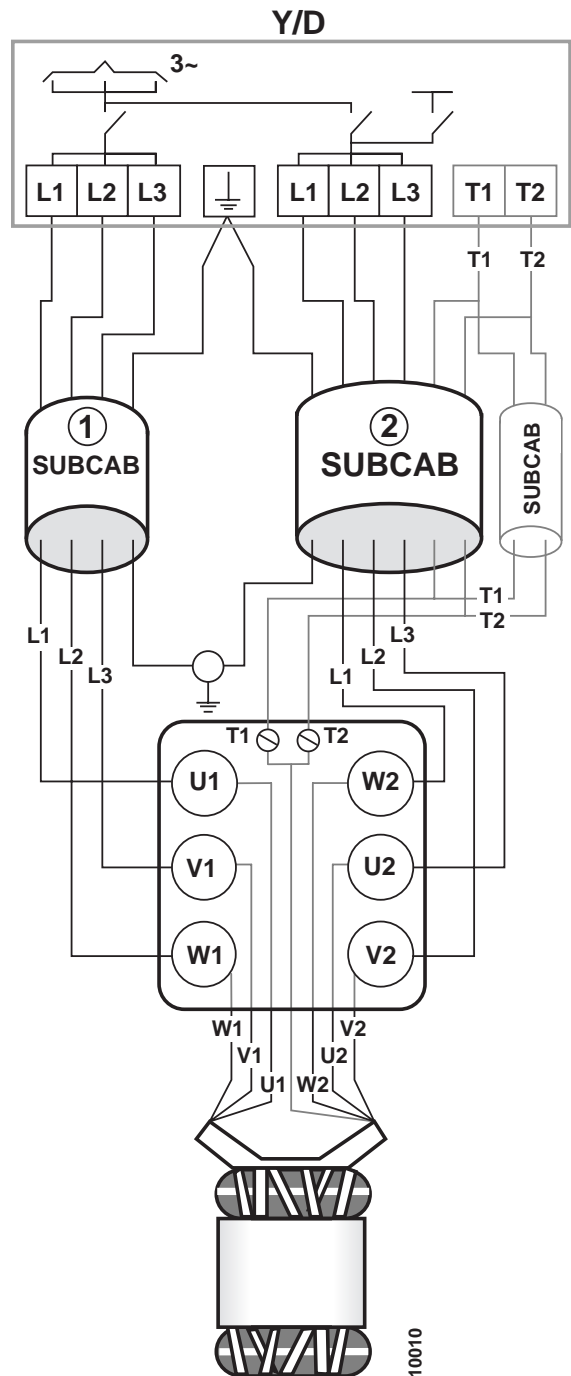 Y/D
3~
L1 L2 L3 L1 L2 L3 T1 T2
T1 T2
1
SUBCAB
2
SUBCAB
SUBCAB
T1
T2
L1
L2
L3
L1
L2
L3
T1 T2
U1 W2
V1 U2
W1 V2
W1 V2
V1 U2
U1 W2
10010